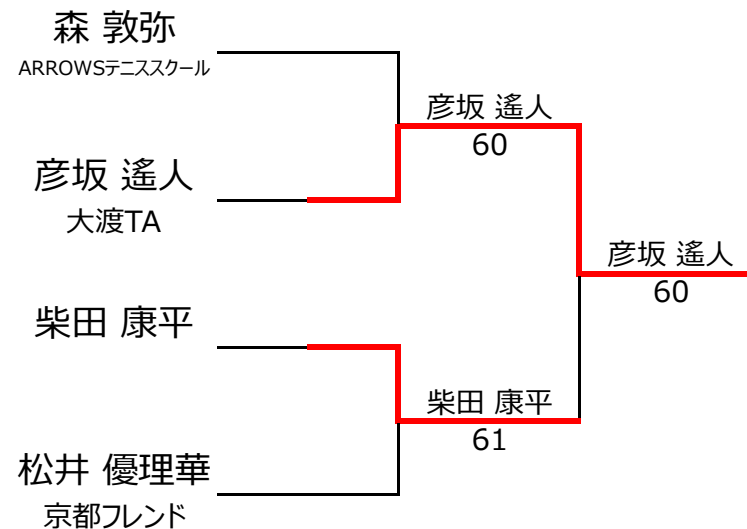 森 敦弥
ARROWSテニススクール
彦坂 遙人
60
彦坂 遙人
大渡TA
彦坂 遙人
60
柴田 康平
柴田 康平
61
松井 優理華
京都フレンド